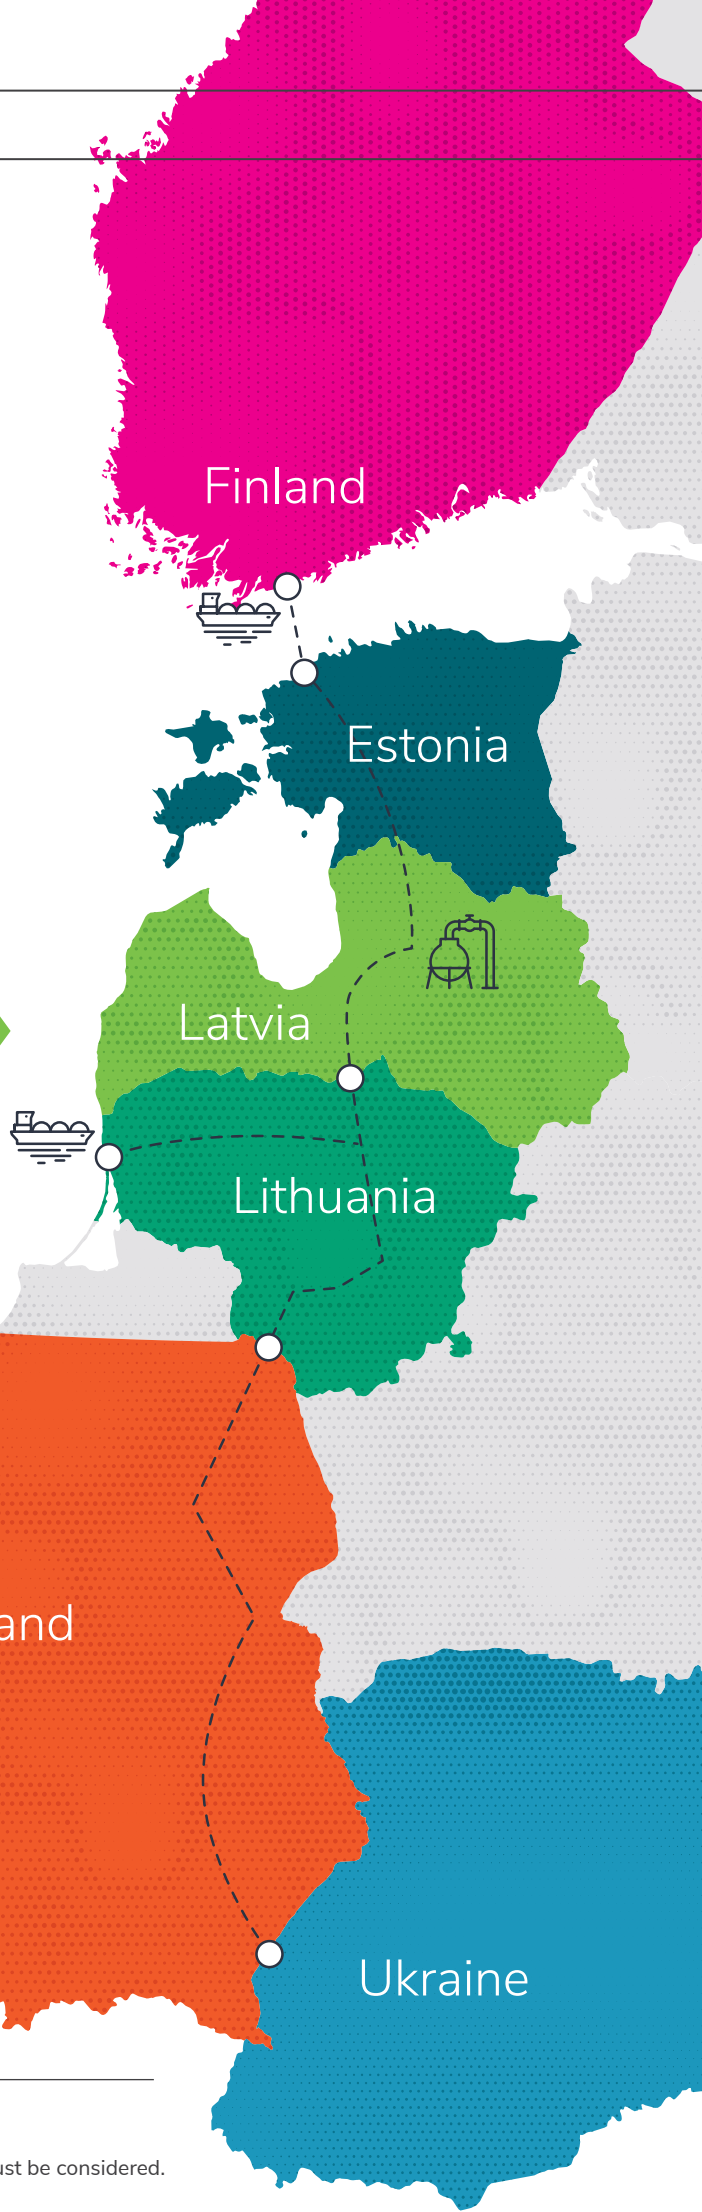 Finland
Estonia
Latvia
Lithuania
and
Ukraine
ust be considered.